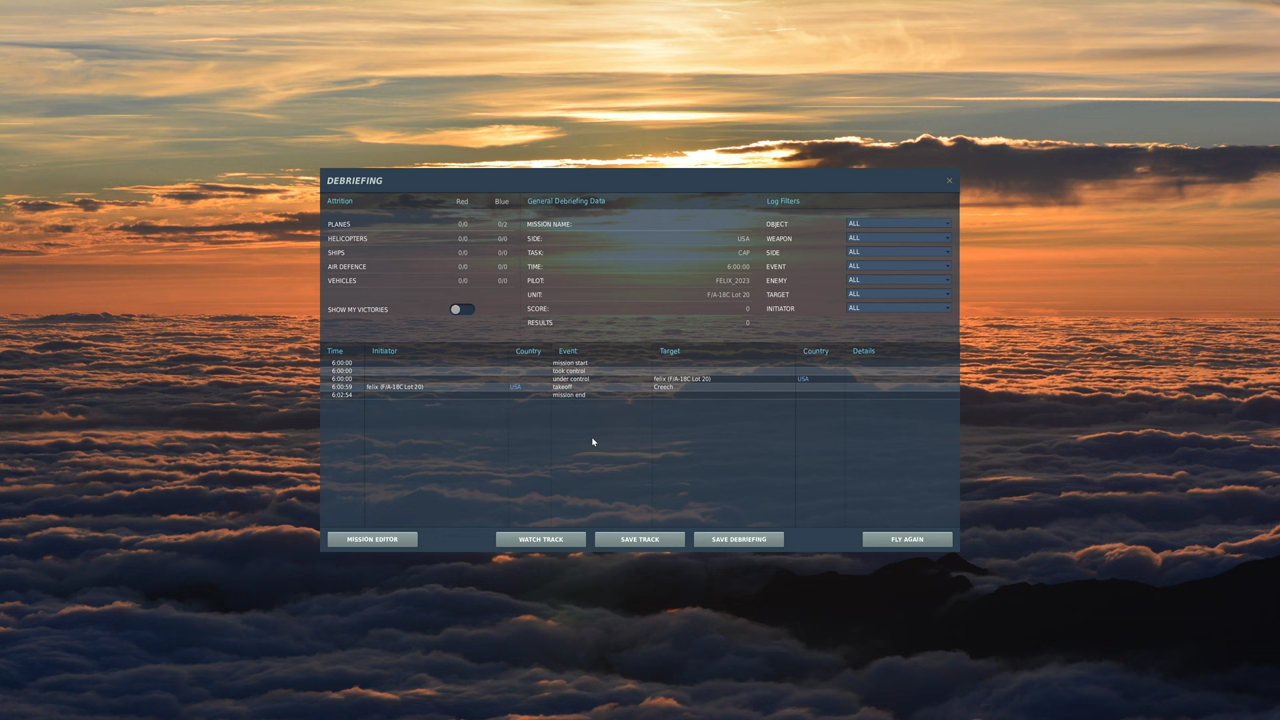 DEBRIEFING
Attrition Red Blue General Debriefing Data Log Filters
PLANES 0/0 0/2 MISSION NAME: OBJECT ALL
HELICOPTERS 0/0 0/0 SIDE: USA WEAPON ALL
SHIPS 0/0 0/0 TASK: CAP SIDE ALL
AIR DEFENCE 0/0 0/0 TIME: 6:00:00 EVENT ALL
VEHICLES 0/0 0/0 PILOT: FELIX_2023 ENEMY ALL
UNIT: F/A-18C Lot 20 TARGET ALL
SHOW MY VICTORIES SCORE: 0 INITIATOR ALL
RESULTS 0
Time Initiator Country Event Target Country Details
6:00:00 mission start
6:00:00 took control
6:00:00 under control felix (F/A-18C Lot 20) USA
6:00:59 felix (F/A-18C Lot 20) USA takeoff Creech
6:02:54 mission end
MISSION EDITOR WATCH TRACK SAVE TRACK SAVE DEBRIEFING FLY AGAIN